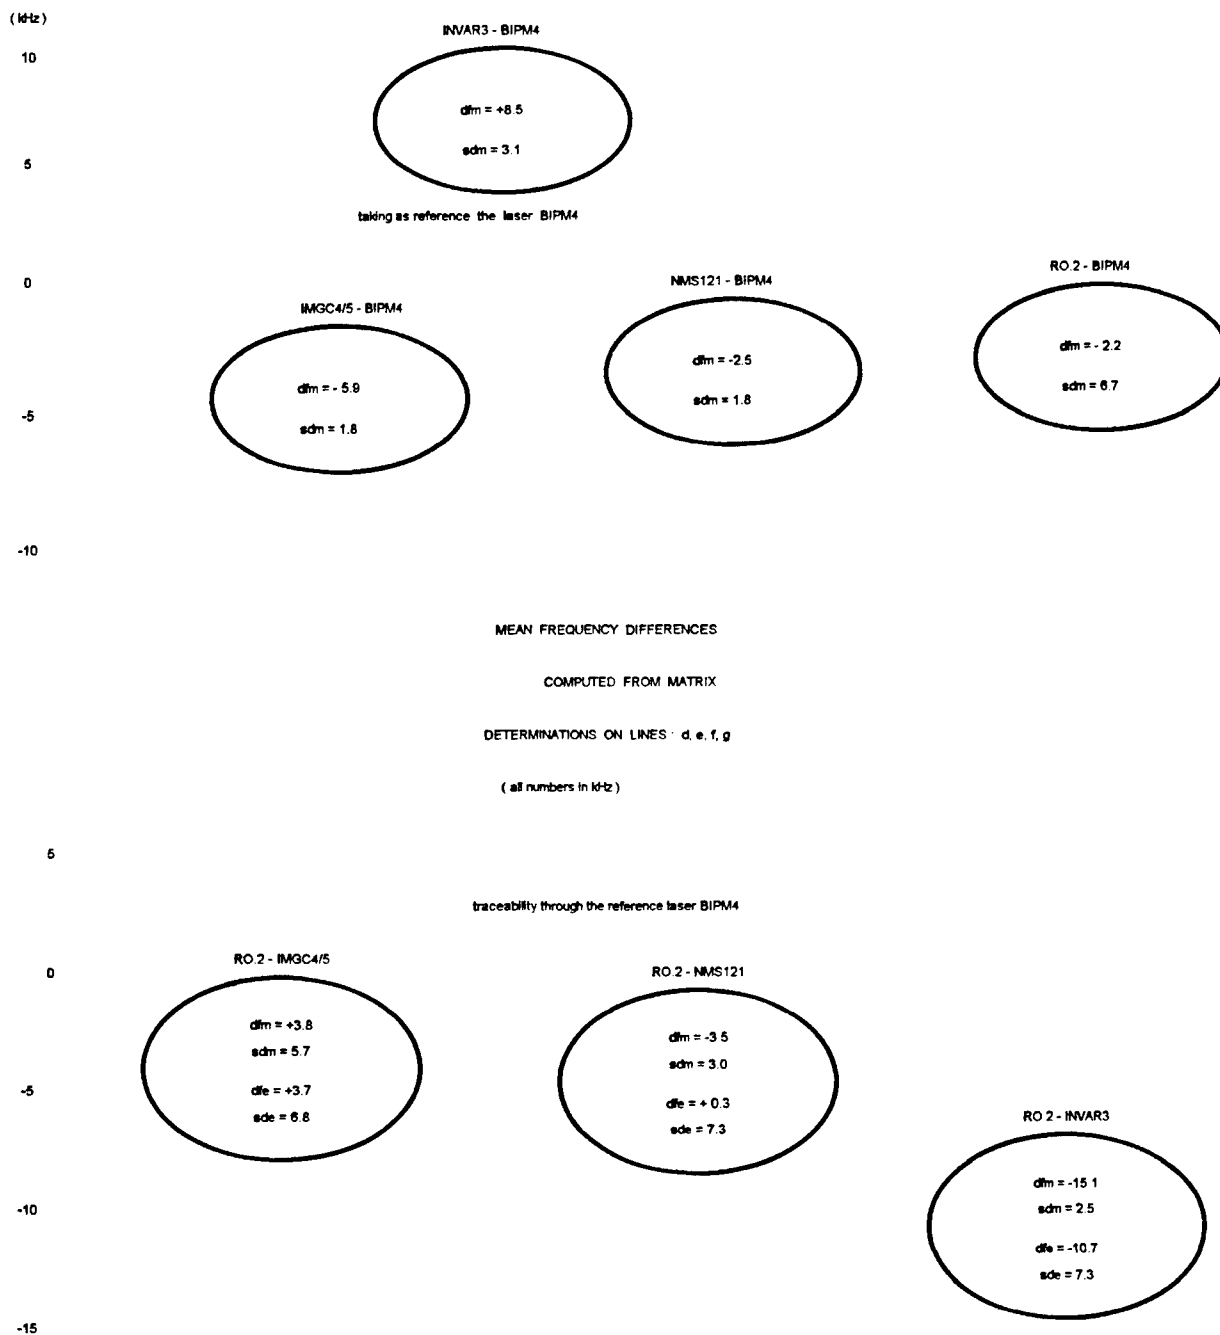 (kHz)
INVAR3 - BIPM4
10
dfm = +8.5
sdm = 3.1
5
taking as reference the laser BIPM4
RO.2 - BIPM4
0
NMS121 - BIPM4
IMGC4/5 - BIPM4
dfm = - 2.2
dfm = -2.5
sdm = 6.7
dfm = - 5.9
sdm = 1.8
-5
sdm = 1.8
-10
MEAN FREQUENCY DIFFERENCES
COMPUTED FROM MATRIX
DETERMINATIONS ON LINES : d, e, f, g
( all numbers in kHz )
5
traceability through the reference laser BIPM4
RO.2 - IMGC4/5
0
RO.2 - NMS121
dfm = +3.8
dfm = -3.5
sdm = 5.7
sdm = 3.0
-5
dfe = +3.7
dfe = + 0.3
sde = 6.8
RO.2 - INVAR3
sde = 7.3
dfm = -15.1
-10
sdm = 2.5
dfe = -10.7
sde = 7.3
-15